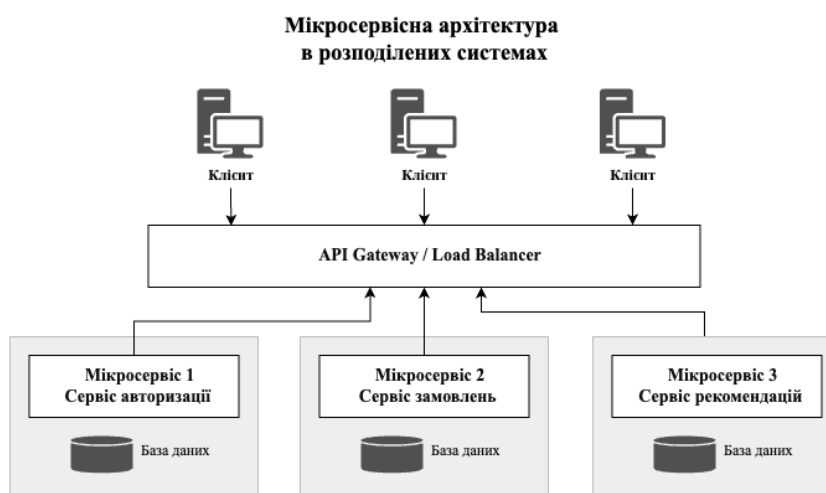 Мікросервісна архітектура
в розподілених системах
Клієнт
Клієнт
Клієнт
API Gateway / Load Balancer
Мікросервіс 1
Сервіс авторизації
База даних
Мікросервіс 2
Сервіс замовлень
База даних
Мікросервіс 3
Сервіс рекомендацій
База даних